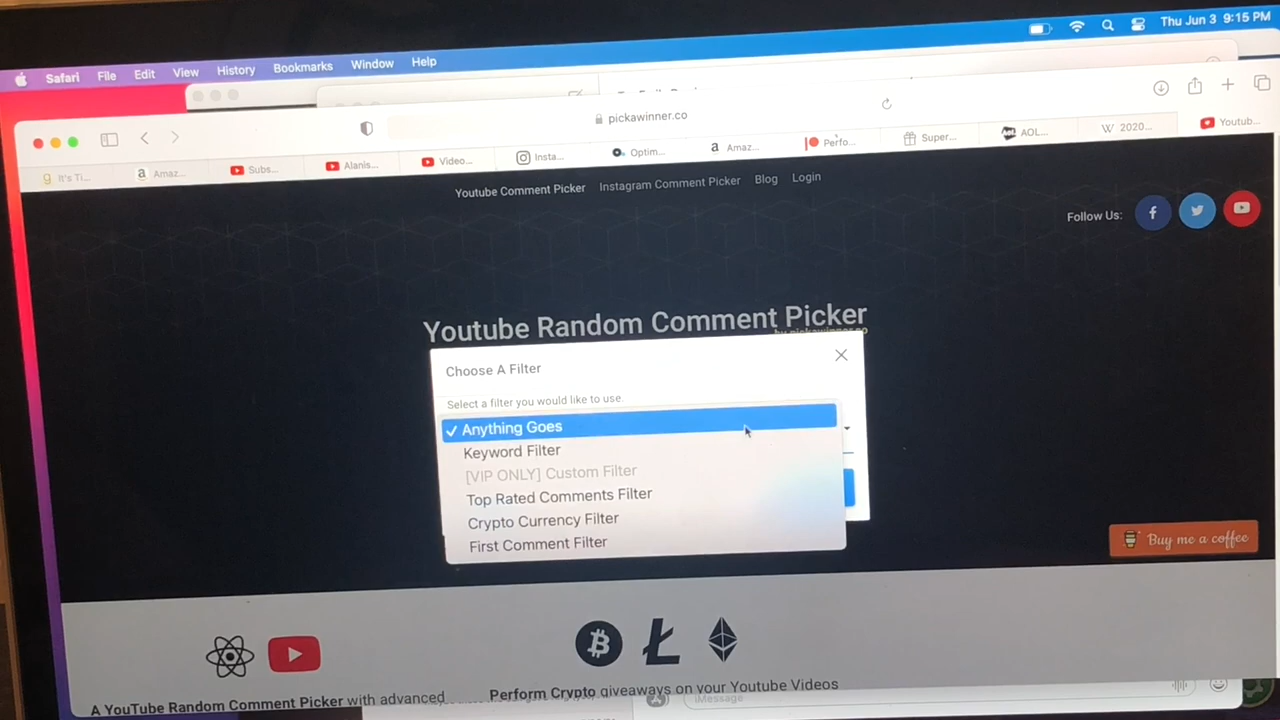 Safari File Edit View History Bookmarks Window Help Thu Jun 3 9:15 PM
pickawinner.co
It's Ti... Amaz... Subs... Alanis... Video... Insta... Optim... Amaz... Perfo... Super... AOL... 2020... Youtub...
Youtube Comment Picker Instagram Comment Picker Blog Login
Follow Us:
Youtube Random Comment Picker
Choose A Filter
Select a filter you would like to use.
Anything Goes
Keyword Filter
[VIP ONLY] Custom Filter
Top Rated Comments Filter
Crypto Currency Filter
First Comment Filter
Buy me a coffee
A YouTube Random Comment Picker with advanced
Perform Crypto giveaways on your Youtube Videos
iMessage